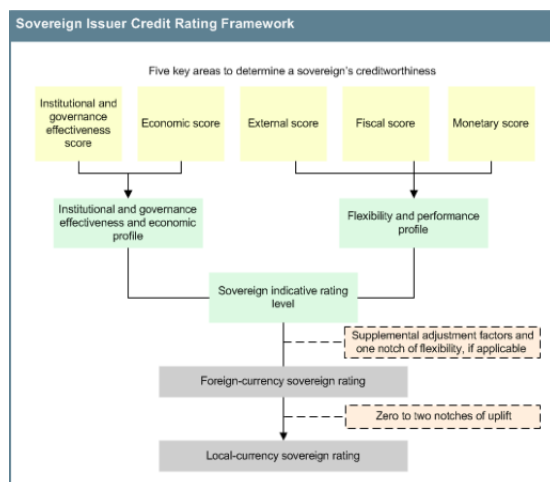 Sovereign Issuer Credit Rating Framework
Five key areas to determine a sovereign's creditworthiness
Institutional and
governance
effectiveness
score
Economic score
External score
Fiscal score
Monetary score
Institutional and governance
effectiveness and economic
profile
Flexibility and performance
profile
Sovereign indicative rating
level
Supplemental adjustment factors and
one notch of flexibility, if applicable
Foreign-currency sovereign rating
Zero to two notches of uplift
Local-currency sovereign rating